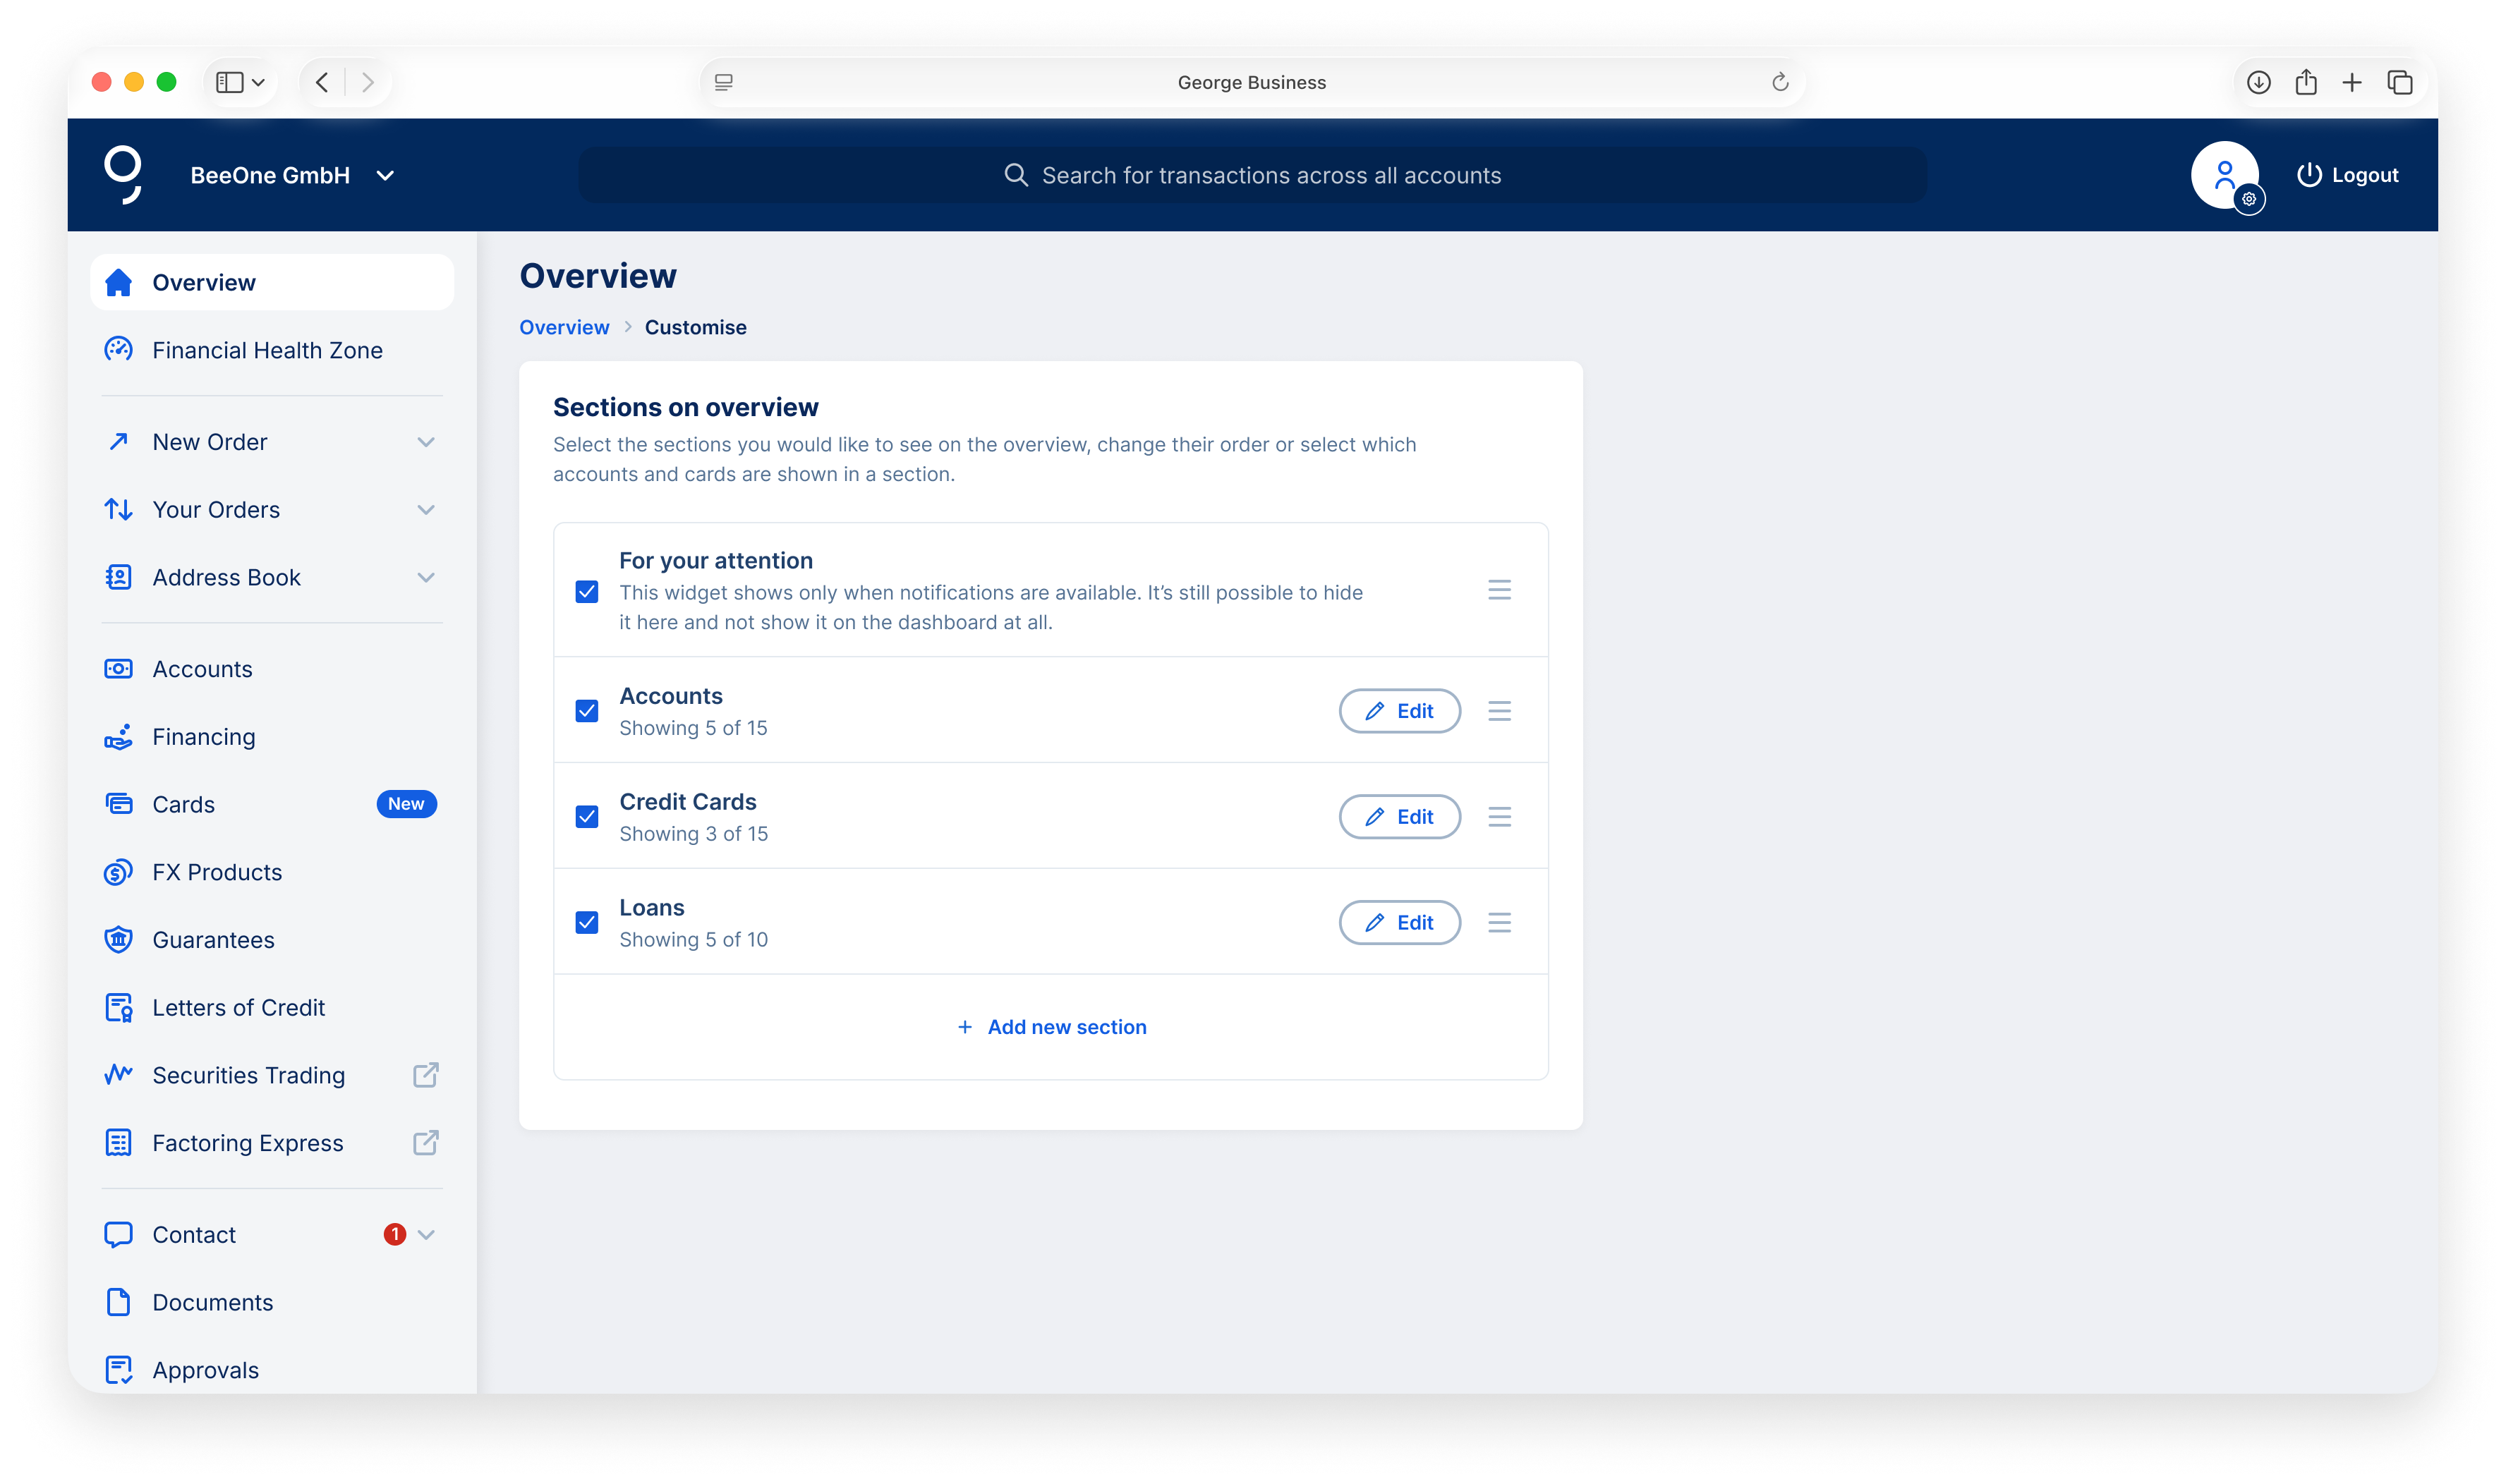 George Business
BeeOne GmbH
Search for transactions across all accounts
Logout
Overview
Financial Health Zone
New Order
Your Orders
Address Book
Accounts
Financing
Cards
New
FX Products
Guarantees
Letters of Credit
Securities Trading
Factoring Express
Contact
1
Documents
Approvals
Overview
Overview
Customise
Sections on overview
Select the sections you would like to see on the overview, change their order or select which
accounts and cards are shown in a section.
For your attention
This widget shows only when notifications are available. It’s still possible to hide
it here and not show it on the dashboard at all.
Accounts
Showing 5 of 15
Edit
Credit Cards
Showing 3 of 15
Edit
Loans
Showing 5 of 10
Edit
+ Add new section